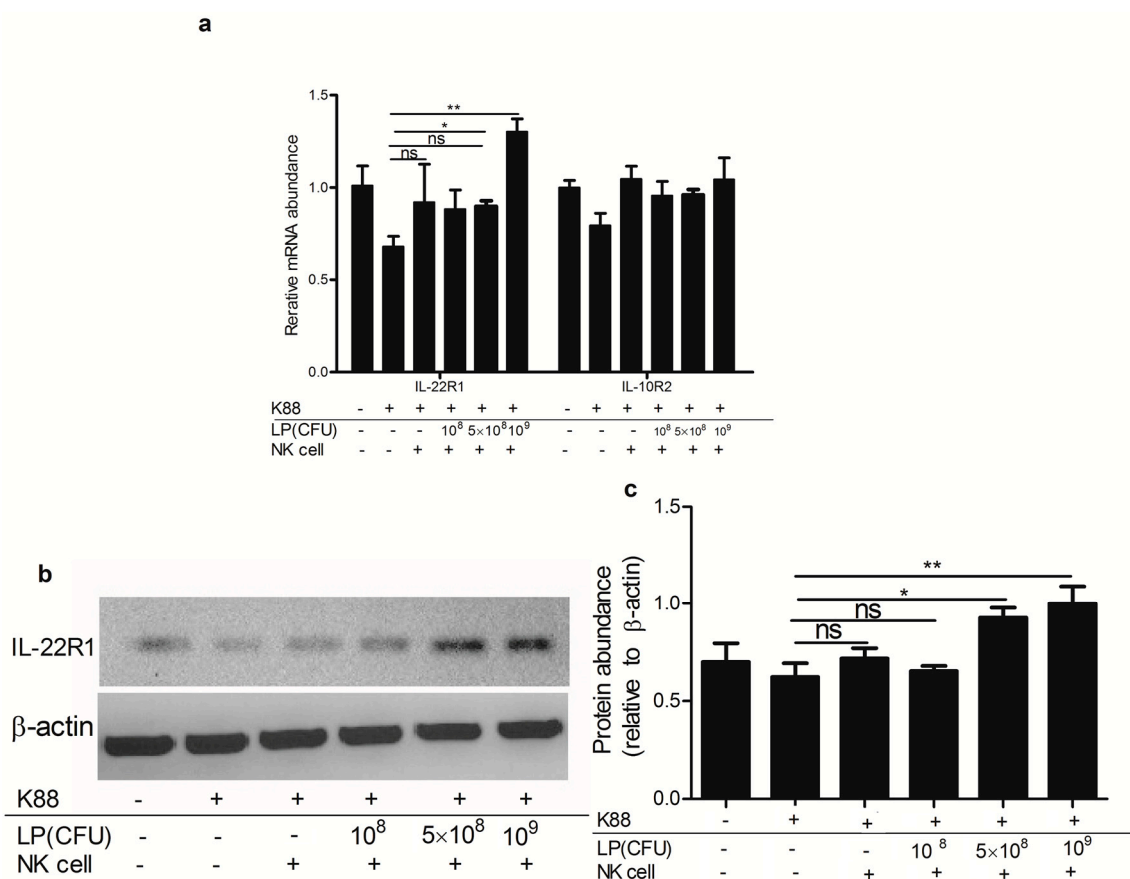 a
1.5
1.0
0.5
0.0
Rerative mRNA abundance
**
*
ns
ns
IL-22R1 IL-10R2
K88 - + + + + + - + + + + +
LP(CFU) - - - 10⁸ 5×10⁸ 10⁹ - - - 10⁸ 5×10⁸ 10⁹
NK cell - - + + + + - - + + + +
b
IL-22R1
β-actin
K88 - + + + + +
LP(CFU) - - - 10⁸ 5×10⁸ 10⁹
NK cell - - + + + +
c
1.5
1.0
0.5
0.0
Protein abundance
(relative to β-actin)
**
*
ns
ns
K88 - + + + + +
LP(CFU) - - - 10⁸ 5×10⁸ 10⁹
NK cell - - + + + +